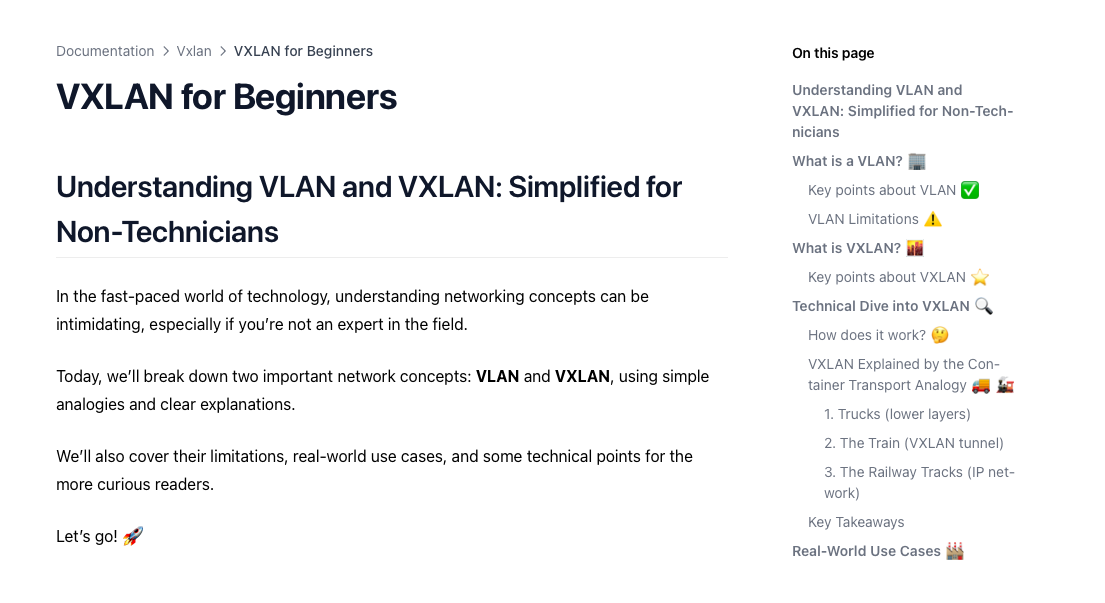 Documentation > Vxlan > VXLAN for Beginners
VXLAN for Beginners
Understanding VLAN and VXLAN: Simplified for
Non-Technicians
In the fast-paced world of technology, understanding networking concepts can be
intimidating, especially if you’re not an expert in the field.
Today, we’ll break down two important network concepts: VLAN and VXLAN, using simple
analogies and clear explanations.
We’ll also cover their limitations, real-world use cases, and some technical points for the
more curious readers.
Let’s go! 🚀
On this page
Understanding VLAN and
VXLAN: Simplified for Non-Tech-
nicians
What is a VLAN? 🏢
Key points about VLAN ✅
VLAN Limitations ⚠️
What is VXLAN? 🌇
Key points about VXLAN ⭐
Technical Dive into VXLAN 🔍
How does it work? 🤔
VXLAN Explained by the Con-
tainer Transport Analogy 🚚 🚂
1. Trucks (lower layers)
2. The Train (VXLAN tunnel)
3. The Railway Tracks (IP net-
work)
Key Takeaways
Real-World Use Cases 🏭